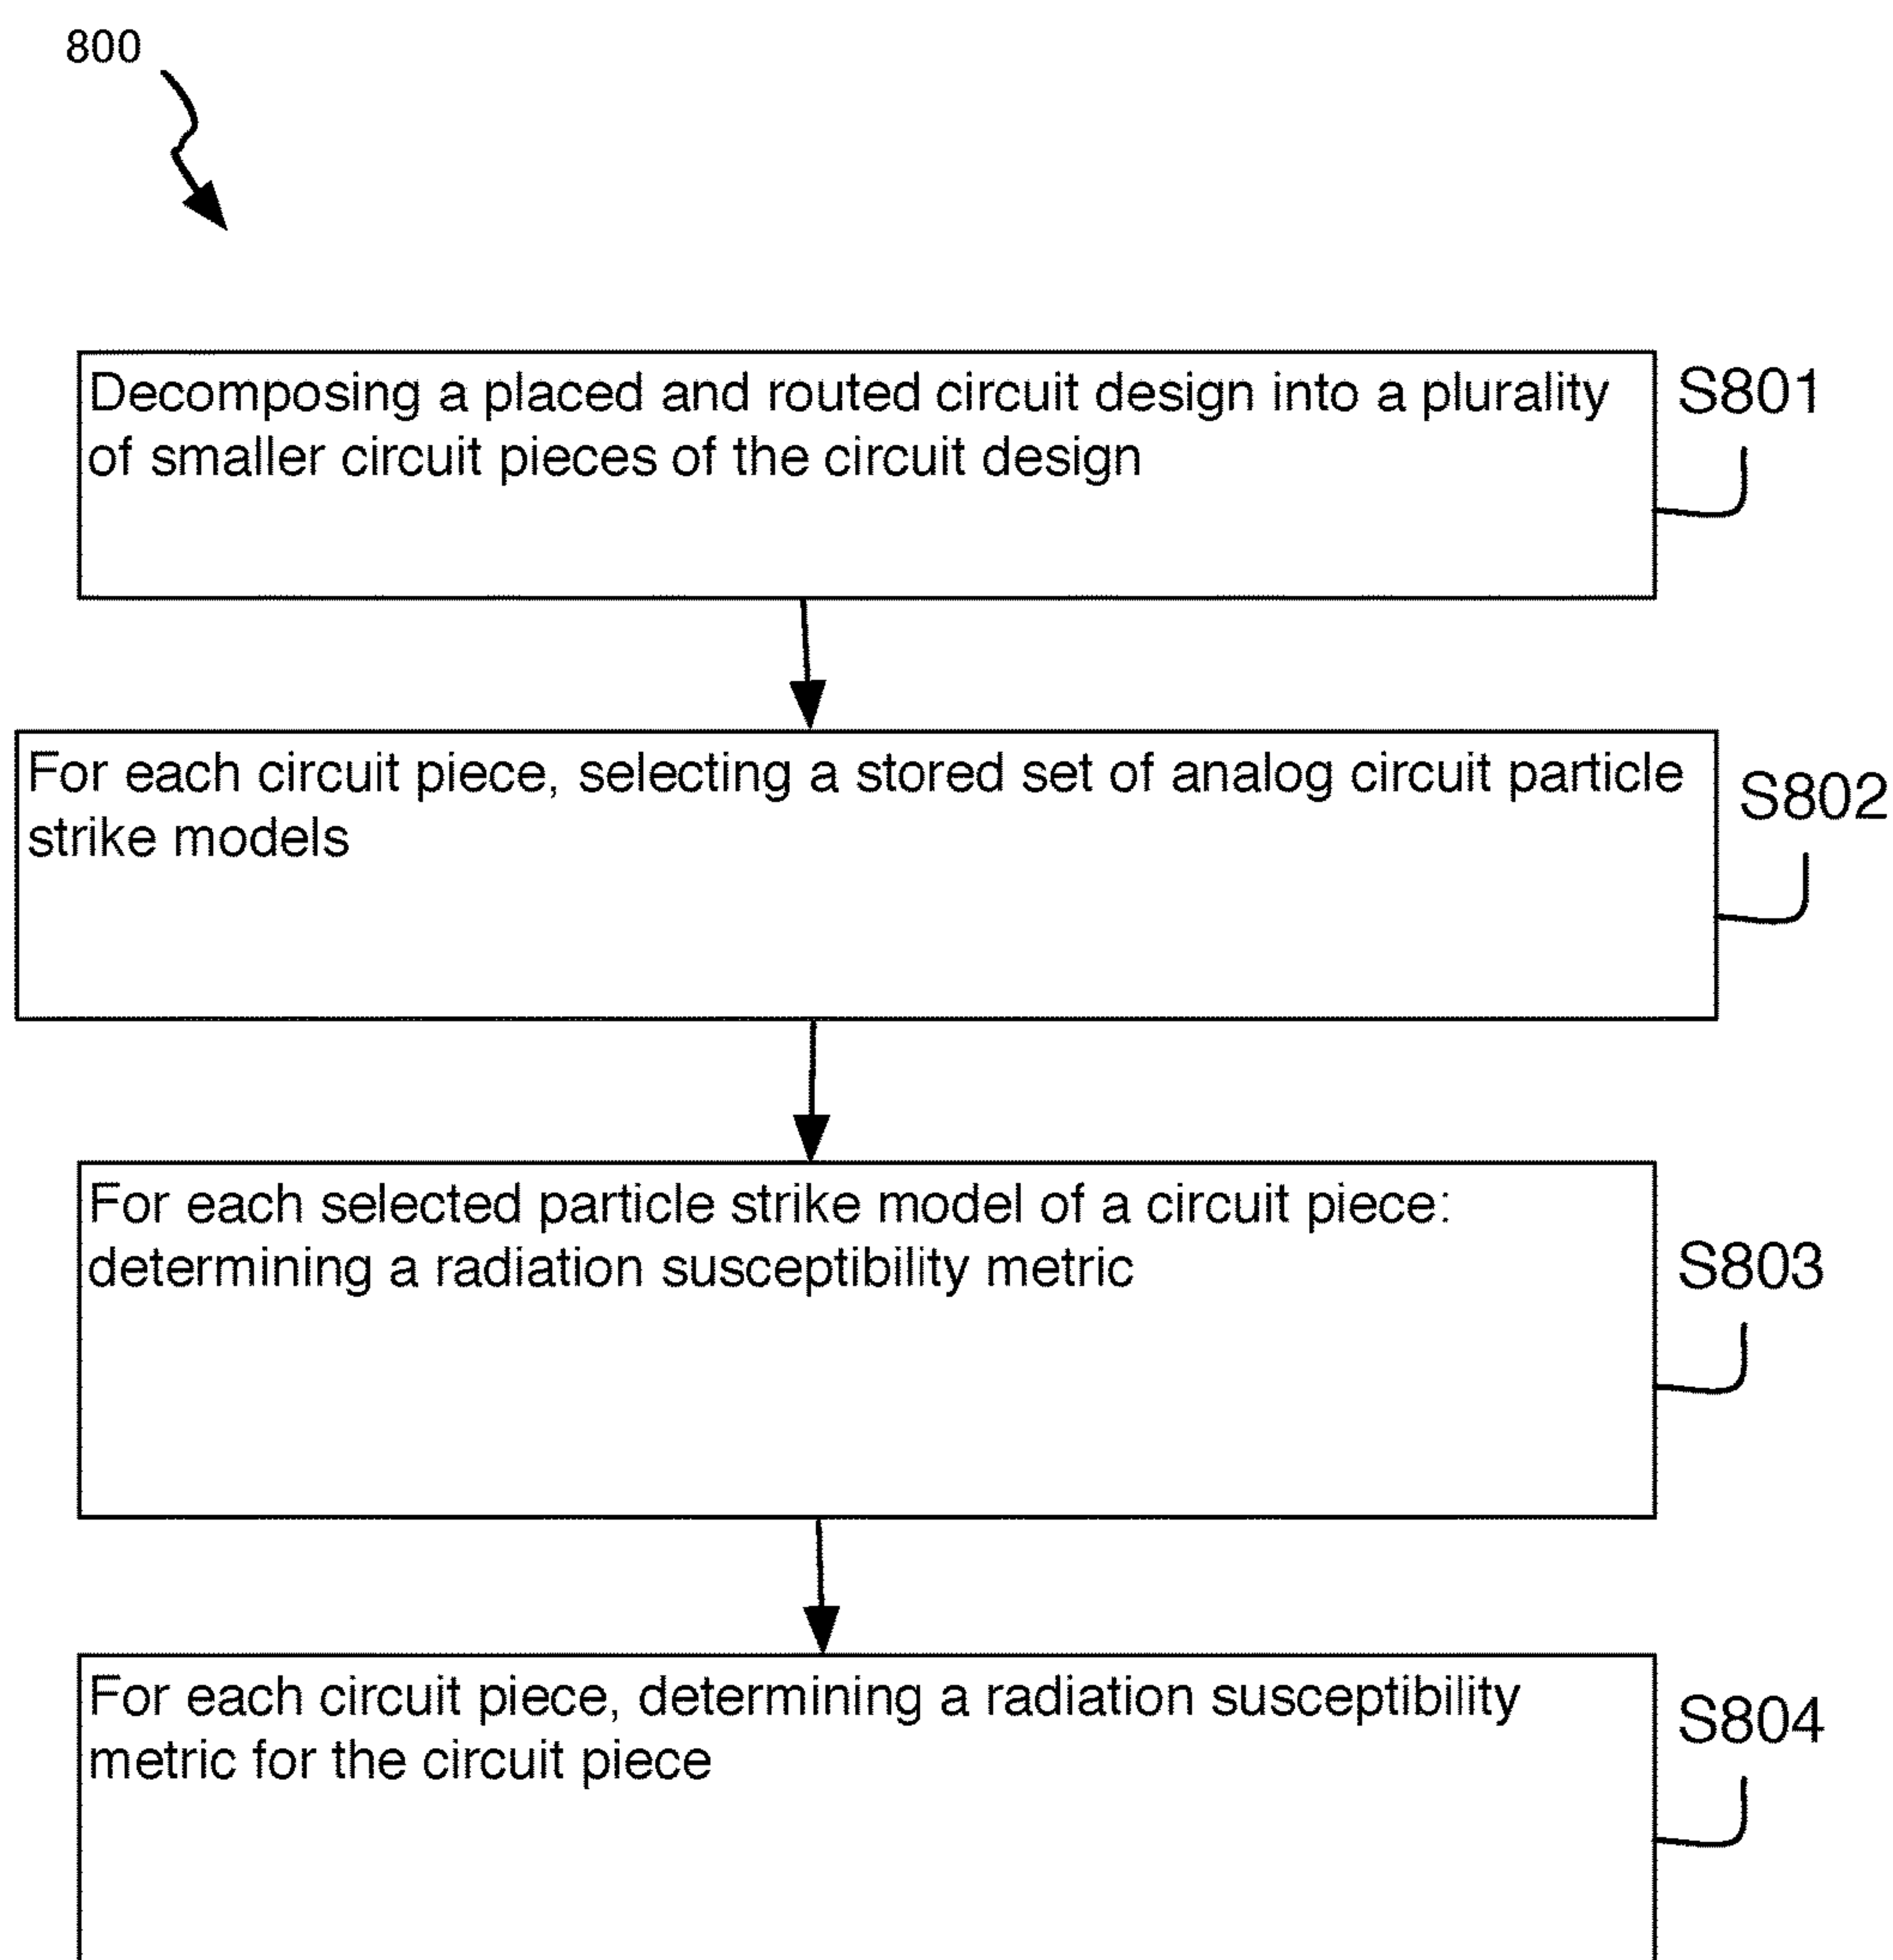 800
Decomposing a placed and routed circuit design into a plurality
of smaller circuit pieces of the circuit design
S801
For each circuit piece, selecting a stored set of analog circuit particle
strike models
S802
For each selected particle strike model of a circuit piece:
determining a radiation susceptibility metric
S803
For each circuit piece, determining a radiation susceptibility
metric for the circuit piece
S804